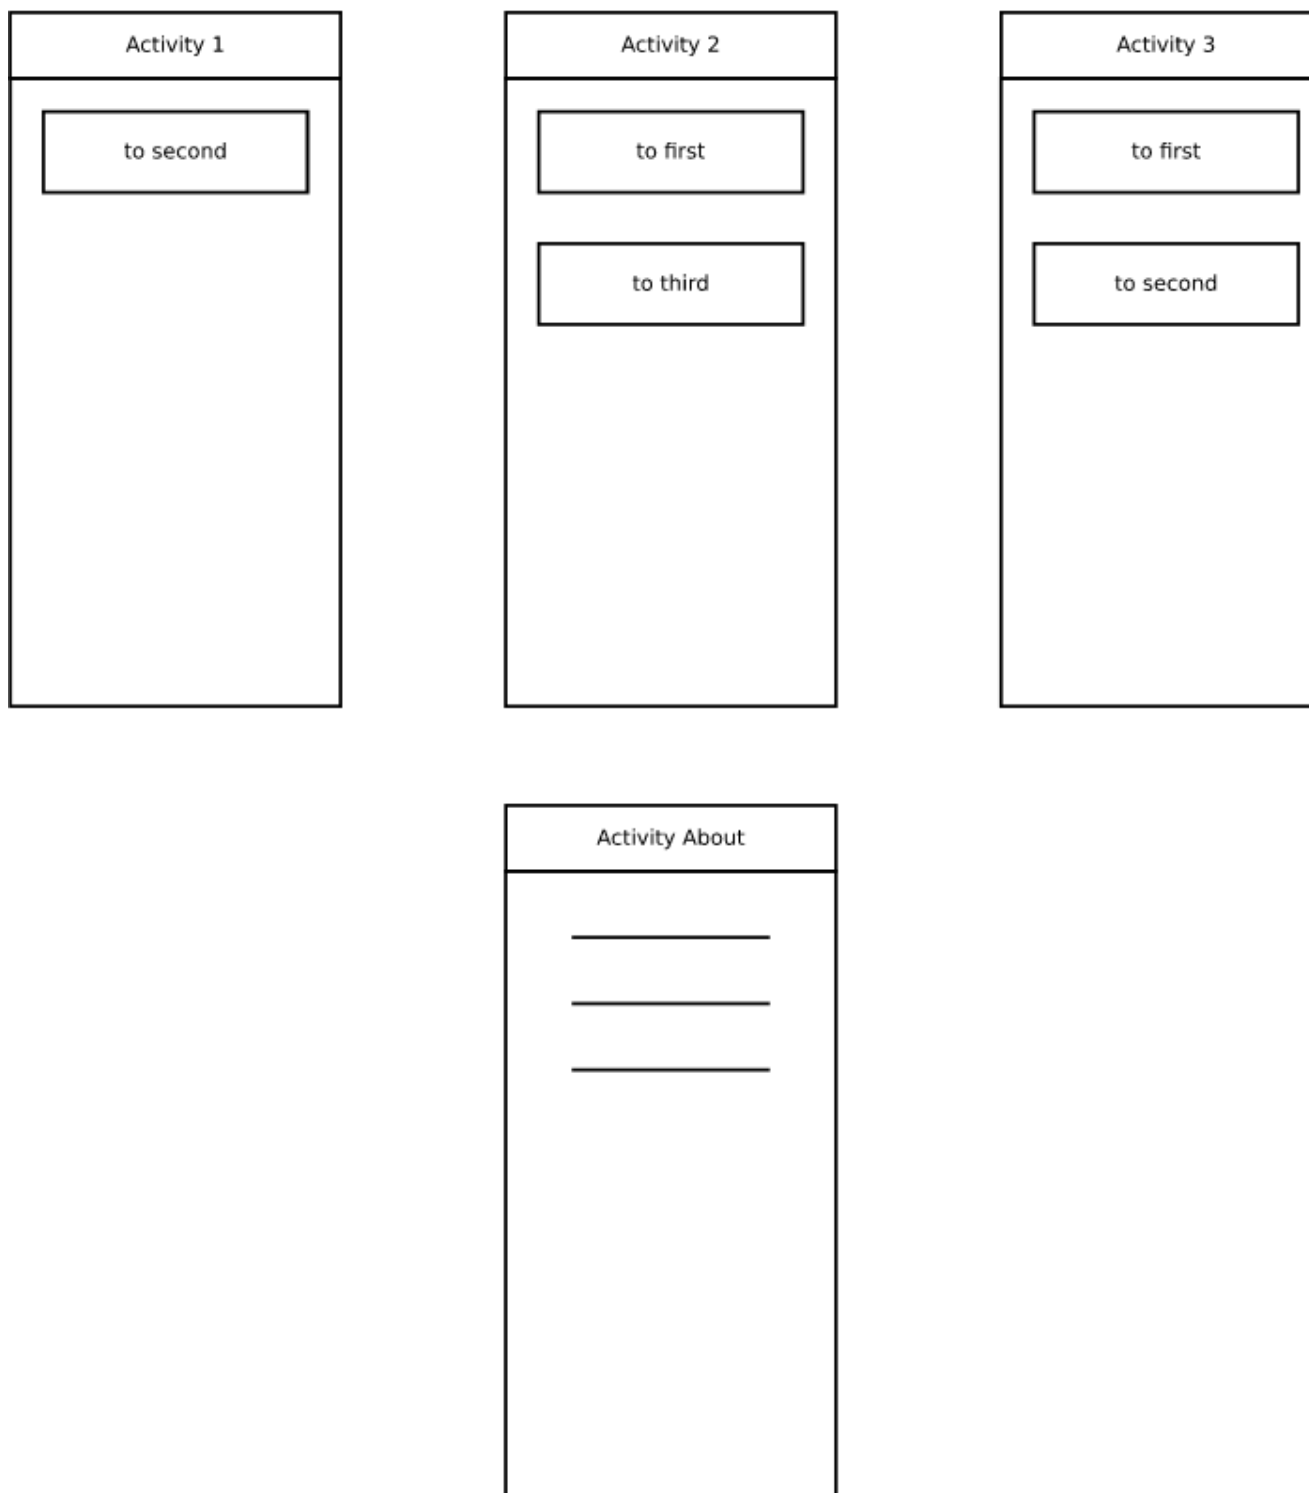 Activity 1
to second
Activity 2
to first
to third
Activity 3
to first
to second
Activity About